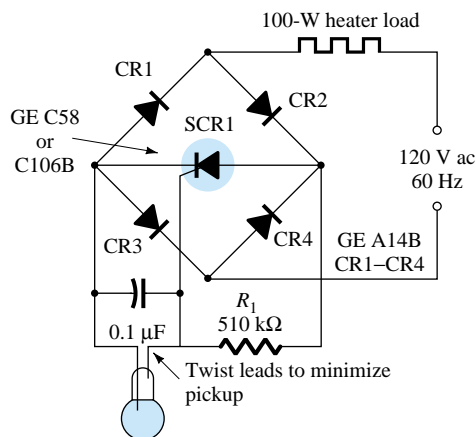 100-W heater load
CR1
CR2
GE C58
or
C106B
SCR1
120 V ac
60 Hz
CR3
CR4
GE A14B
CR1–CR4
0.1 μF
R1
510 kΩ
Twist leads to minimize
pickup